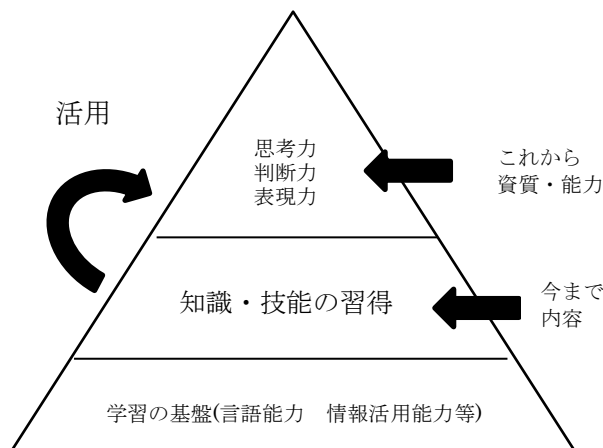 活用
思考力
判断力
表現力
これから
資質・能力
知識・技能の習得
今まで
内容
学習の基盤(言語能力　情報活用能力等)